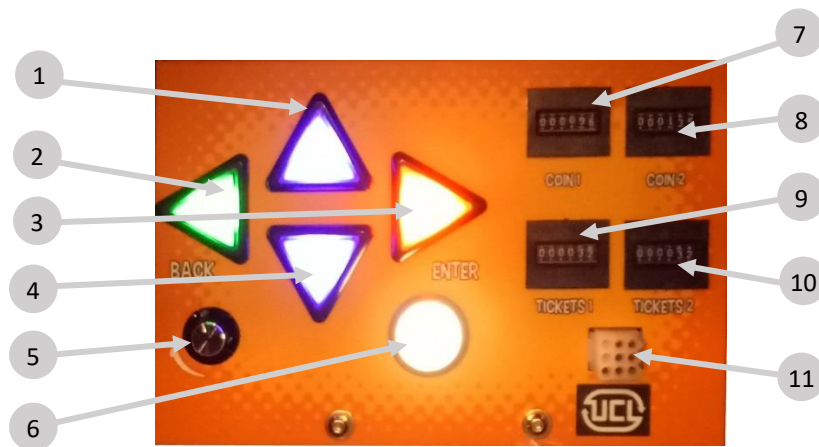 1
7
2
8
COIN 1
COIN 2
3
9
BACK
ENTER
4
10
TICKETS 1
TICKETS 2
5
11
6
UCL